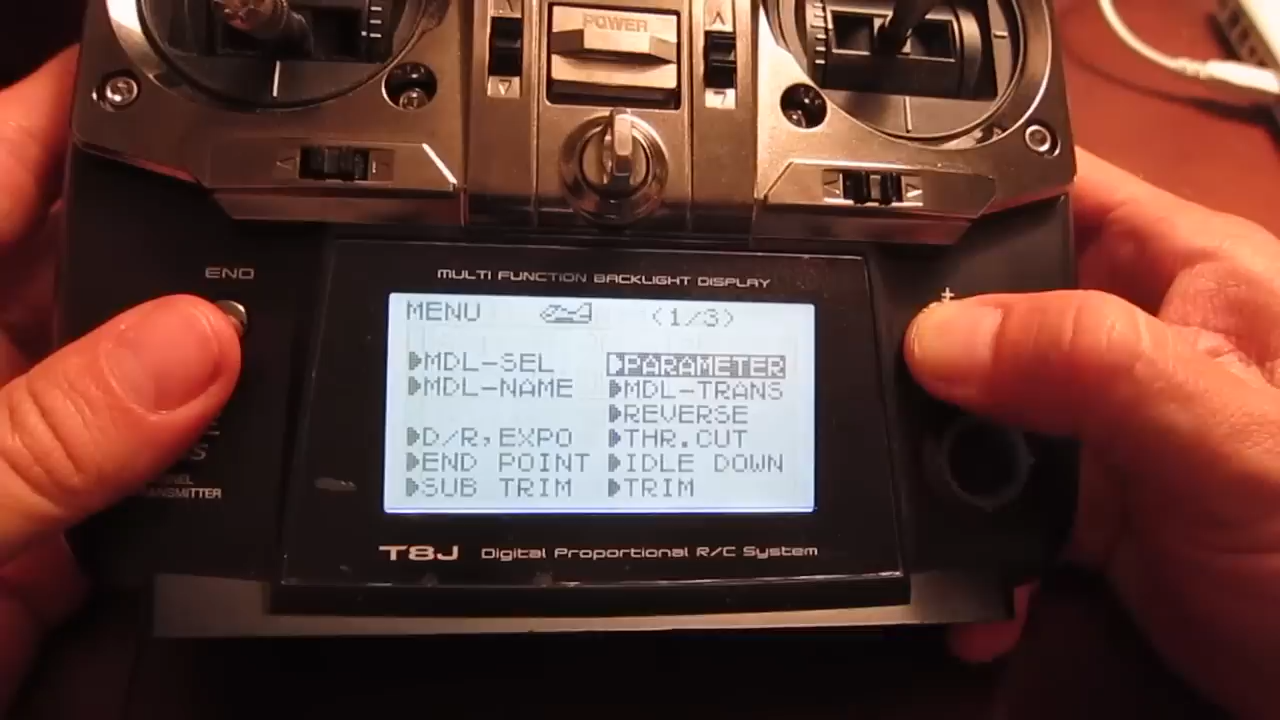 POWER
END
+
MULTI FUNCTION BACKLIGHT DISPLAY
MENU (1/3)
MDL-SEL PARAMETER
MDL-NAME MDL-TRANS
REVERSE
D/R,EXPO THR.CUT
END POINT IDLE DOWN
SUB TRIM TRIM
T8J Digital Proportional R/C System